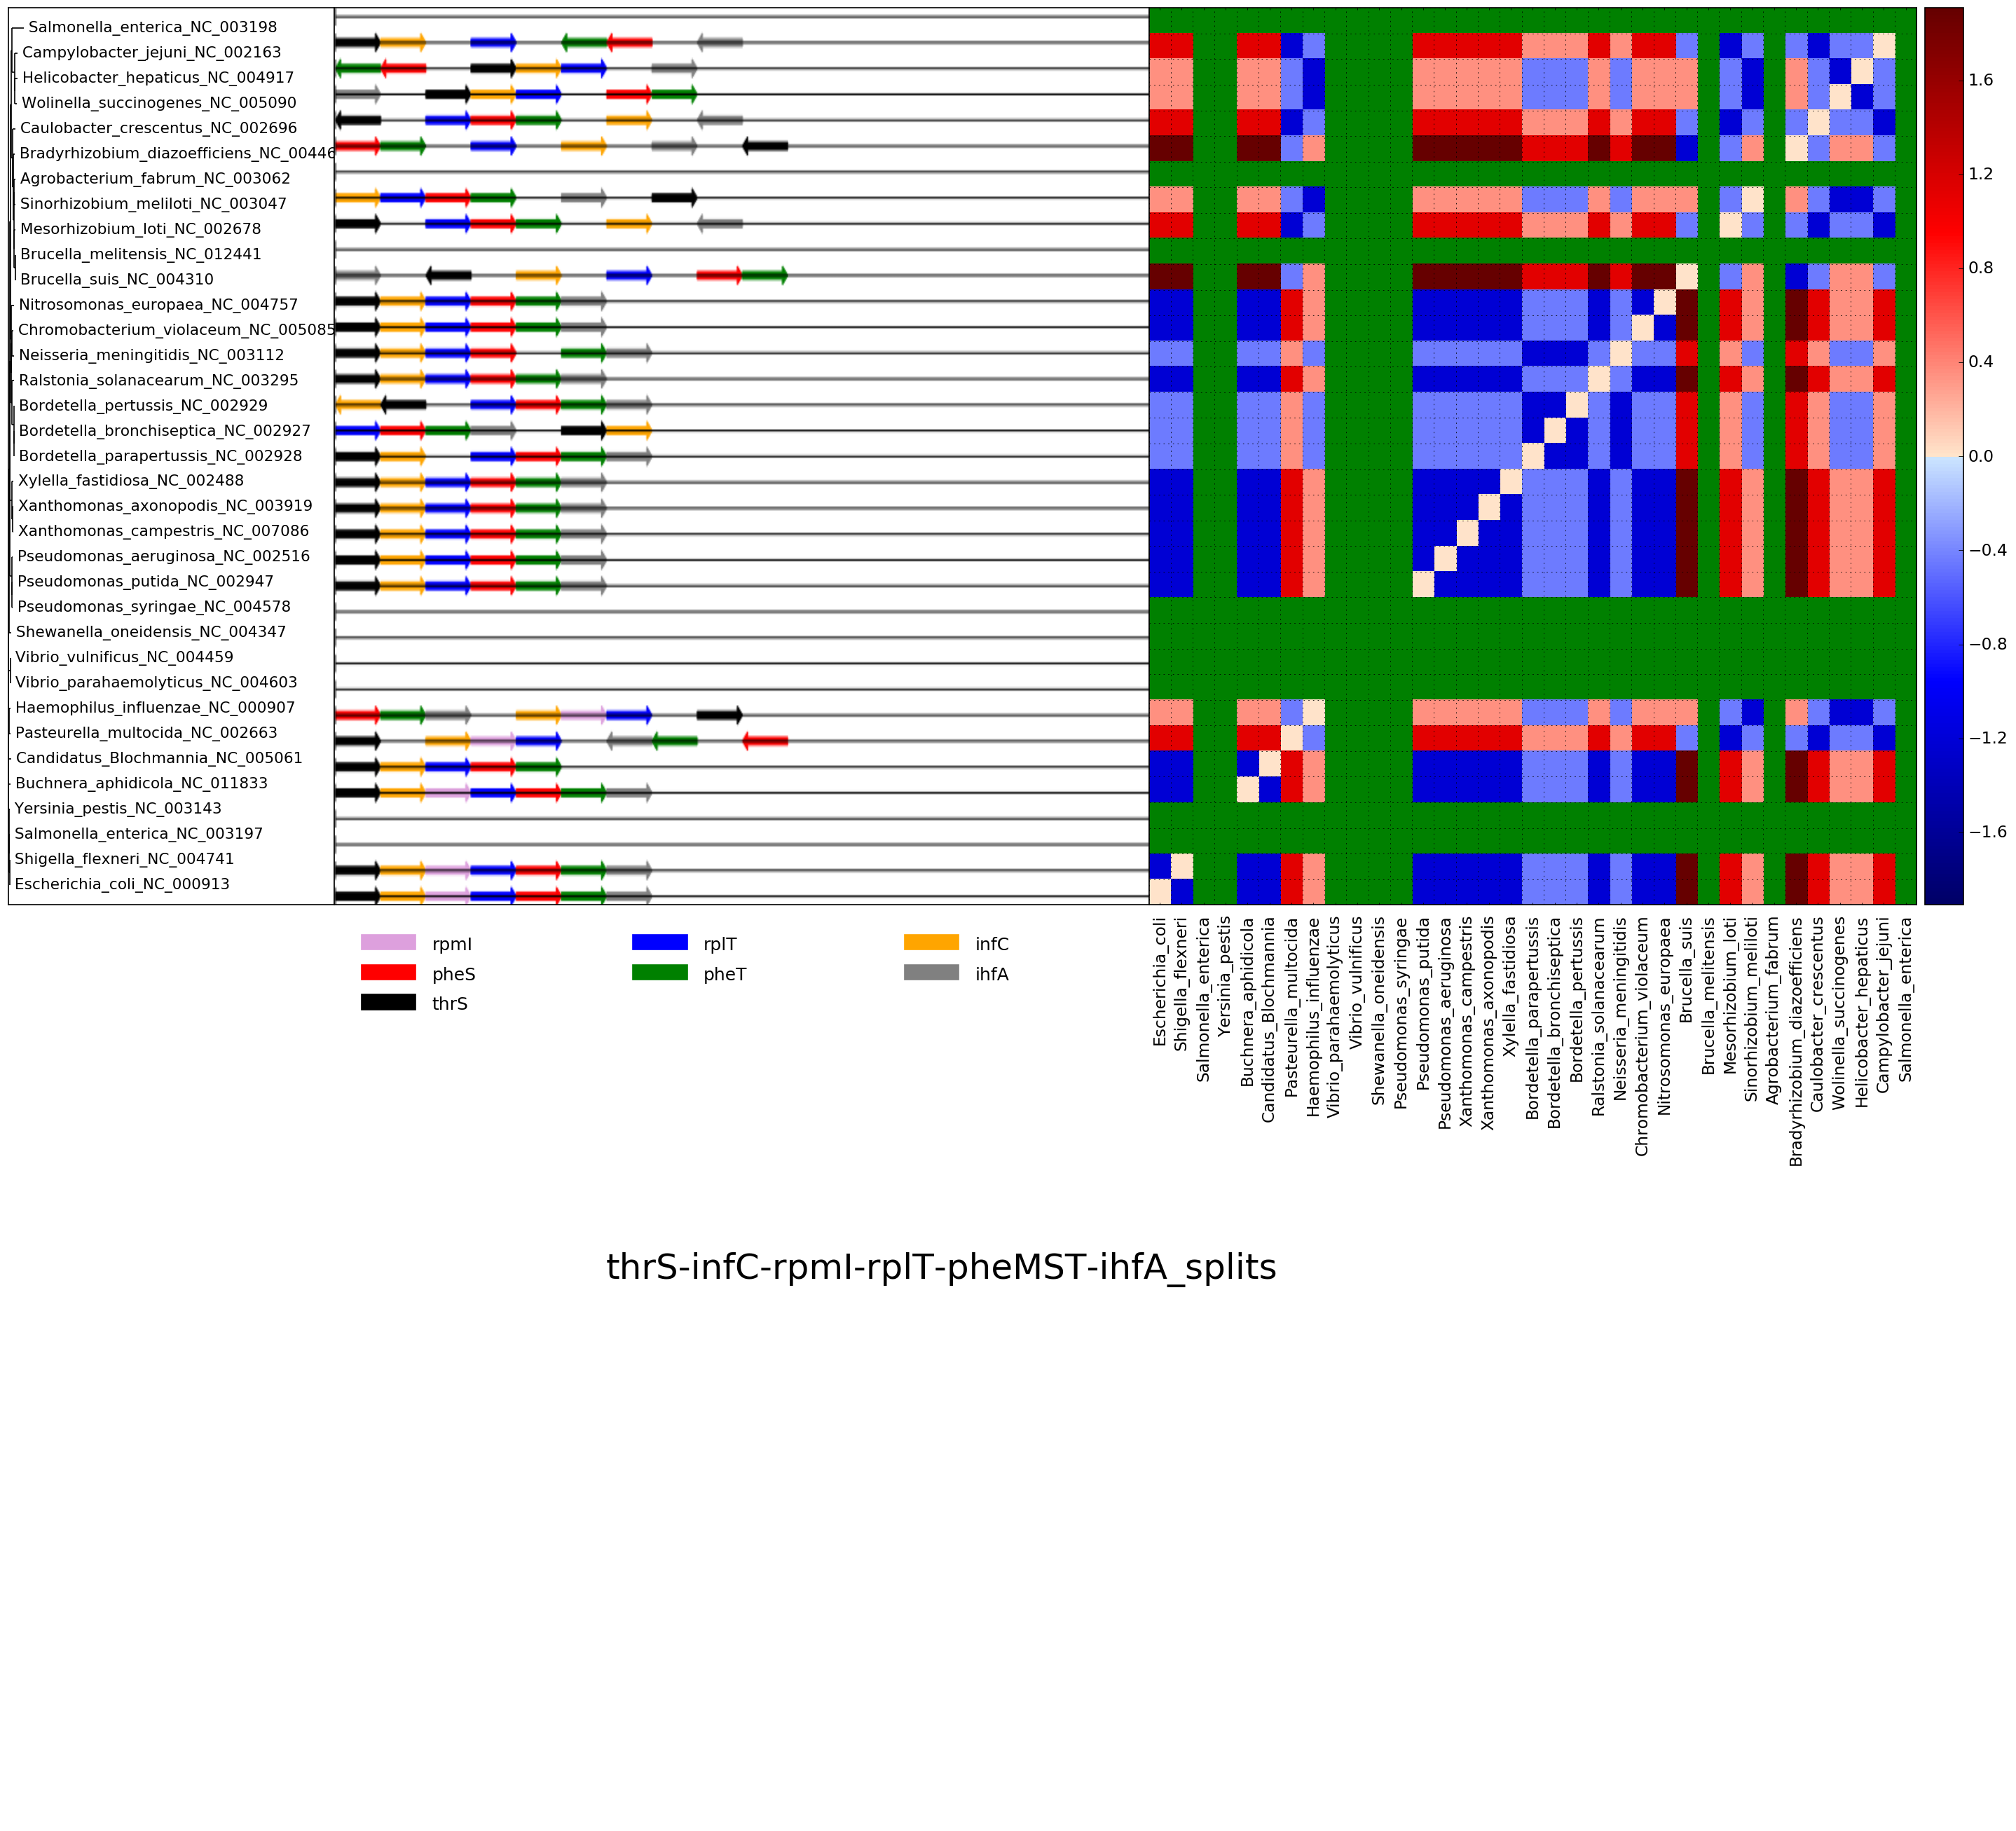 Salmonella_enterica_NC_003198
Campylobacter_jejuni_NC_002163
Helicobacter_hepaticus_NC_004917
Wolinella_succinogenes_NC_005090
Caulobacter_crescentus_NC_002696
Bradyrhizobium_diazoefficiens_NC_00446
Agrobacterium_fabrum_NC_003062
Sinorhizobium_meliloti_NC_003047
Mesorhizobium_loti_NC_002678
Brucella_melitensis_NC_012441
Brucella_suis_NC_004310
Nitrosomonas_europaea_NC_004757
Chromobacterium_violaceum_NC_005085
Neisseria_meningitidis_NC_003112
Ralstonia_solanacearum_NC_003295
Bordetella_pertussis_NC_002929
Bordetella_bronchiseptica_NC_002927
Bordetella_parapertussis_NC_002928
Xylella_fastidiosa_NC_002488
Xanthomonas_axonopodis_NC_003919
Xanthomonas_campestris_NC_007086
Pseudomonas_aeruginosa_NC_002516
Pseudomonas_putida_NC_002947
Pseudomonas_syringae_NC_004578
Shewanella_oneidensis_NC_004347
Vibrio_vulnificus_NC_004459
Vibrio_parahaemolyticus_NC_004603
Haemophilus_influenzae_NC_000907
Pasteurella_multocida_NC_002663
Candidatus_Blochmannia_NC_005061
Buchnera_aphidicola_NC_011833
Yersinia_pestis_NC_003143
Salmonella_enterica_NC_003197
Shigella_flexneri_NC_004741
Escherichia_coli_NC_000913
1.6
1.2
0.8
0.4
0.0
−0.4
−0.8
−1.2
−1.6
Escherichia_coli
Shigella_flexneri
Salmonella_enterica
Yersinia_pestis
Buchnera_aphidicola
Candidatus_Blochmannia
Pasteurella_multocida
Haemophilus_influenzae
Vibrio_parahaemolyticus
Vibrio_vulnificus
Shewanella_oneidensis
Pseudomonas_syringae
Pseudomonas_putida
Pseudomonas_aeruginosa
Xanthomonas_campestris
Xanthomonas_axonopodis
Xylella_fastidiosa
Bordetella_parapertussis
Bordetella_bronchiseptica
Bordetella_pertussis
Ralstonia_solanacearum
Neisseria_meningitidis
Chromobacterium_violaceum
Nitrosomonas_europaea
Brucella_suis
Brucella_melitensis
Mesorhizobium_loti
Sinorhizobium_meliloti
Agrobacterium_fabrum
Bradyrhizobium_diazoefficiens
Caulobacter_crescentus
Wolinella_succinogenes
Helicobacter_hepaticus
Campylobacter_jejuni
Salmonella_enterica
rpmI rplT infC
pheS pheT ihfA
thrS
thrS-infC-rpmI-rplT-pheMST-ihfA_splits